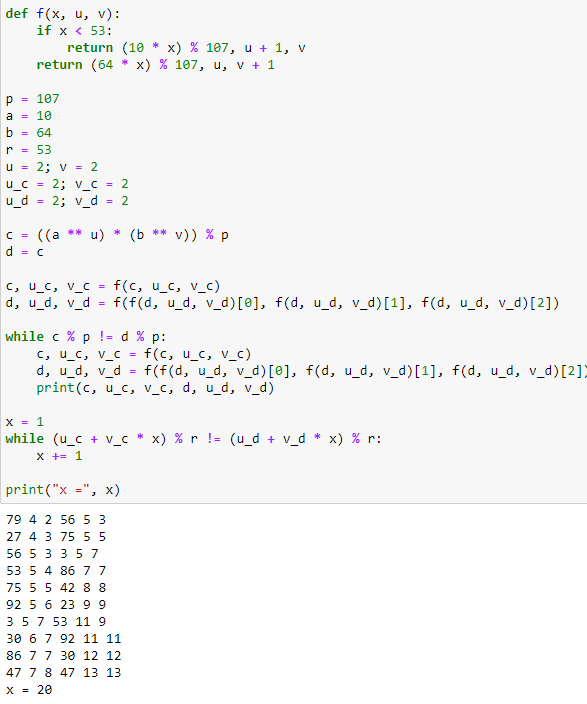 def f(x, u, v):
    if x < 53:
        return (10 * x) % 107, u + 1, v
    return (64 * x) % 107, u, v + 1
p = 107
a = 10
b = 64
r = 53
u = 2; v = 2
u_c = 2; v_c = 2
u_d = 2; v_d = 2
c = ((a ** u) * (b ** v)) % p
d = c
c, u_c, v_c = f(c, u_c, v_c)
d, u_d, v_d = f(f(d, u_d, v_d)[0], f(d, u_d, v_d)[1], f(d, u_d, v_d)[2])
while c % p != d % p:
    c, u_c, v_c = f(c, u_c, v_c)
    d, u_d, v_d = f(f(d, u_d, v_d)[0], f(d, u_d, v_d)[1], f(d, u_d, v_d)[2])
    print(c, u_c, v_c, d, u_d, v_d)
x = 1
while (u_c + v_c * x) % r != (u_d + v_d * x) % r:
    x += 1
print("x =", x)
79 4 2 56 5 3
27 4 3 75 5 5
56 5 3 3 5 7
53 5 4 86 7 7
75 5 5 42 8 8
92 5 6 23 9 9
3 5 7 53 11 9
30 6 7 92 11 11
86 7 7 30 12 12
47 7 8 47 13 13
x = 20